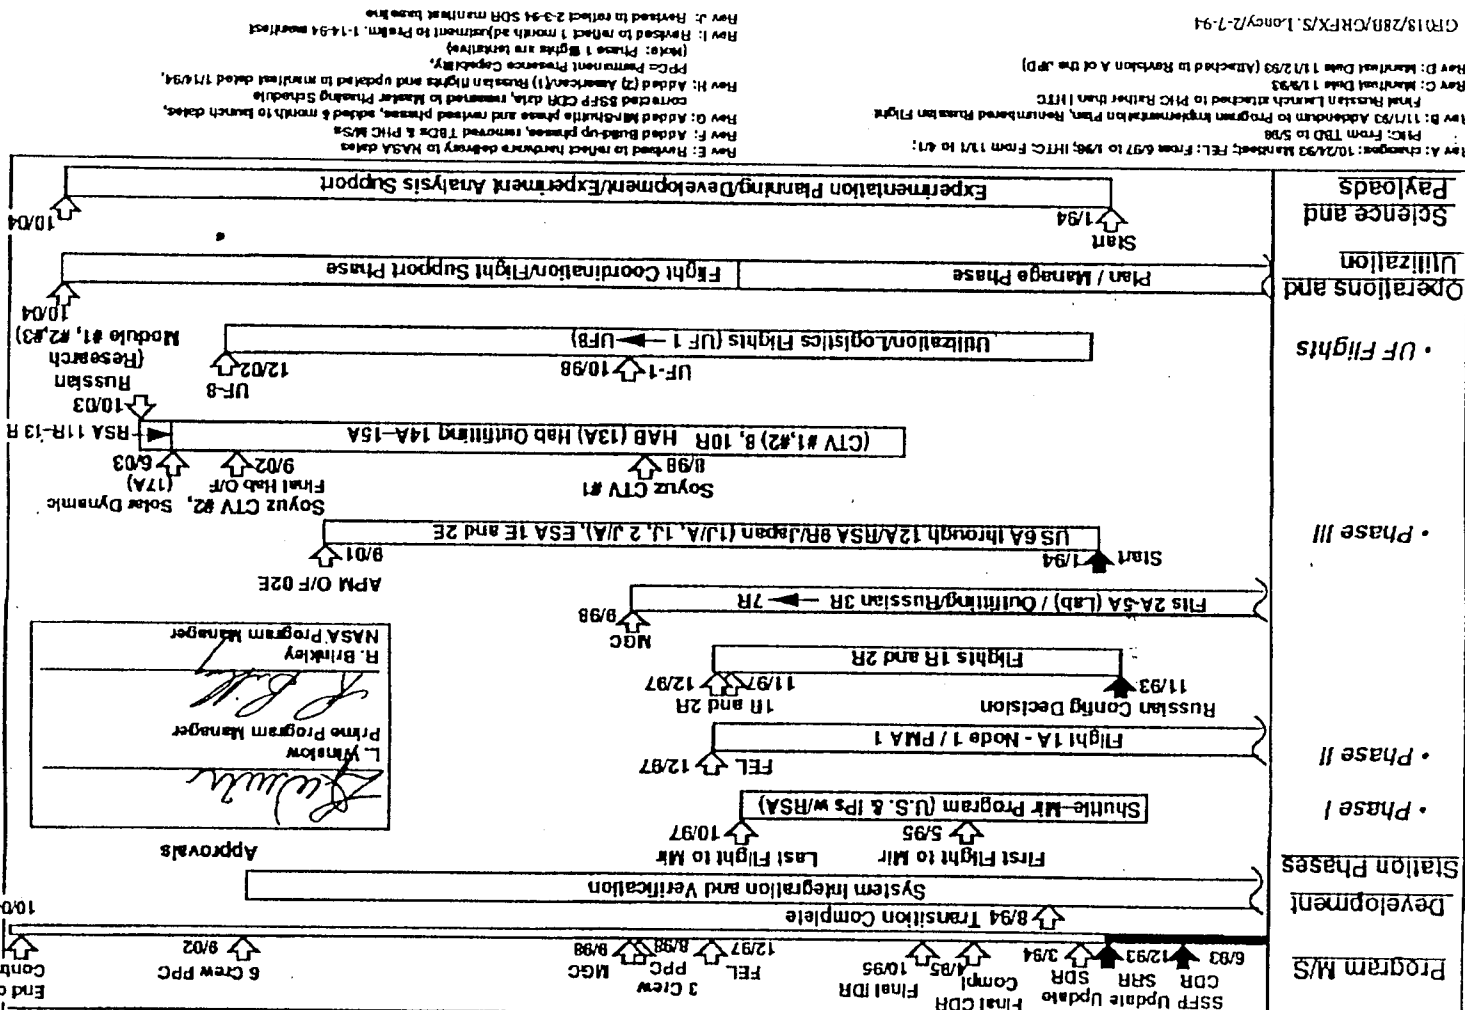 Program M/S
SSFP CDR 6/93
SRR Update 12/93
SDR Update 3/94
Final CDR Compl 4/95
Final IDR 10/95
FEL 12/97
3 Crew PPC 8/98
MGC 9/98
6 Crew PPC 9/02
End
Contr
10/0
8/94 Transition Complete
Development
System Integration and Verification
Station Phases
Approvals
• Phase I
First Flight to Mir 5/95
Last Flight to Mir 10/97
Shuttle–Mir Program (U.S. & IPs w/RSA)
• Phase II
FEL 12/97
Flight 1A - Node 1 / PMA 1
L. Winslow
Prime Program Manager
Russian Config Decision
11/93
1R and 2R
11/97
12/97
Flights 1R and 2R
R. Brinkley
NASA Program Manager
MGC
9/98
Flts 2A-5A (Lab) / Outfitting/Russian 3R → 7R
• Phase III
Start 1/94
APM O/F 02E
9/01
US 6A through 12A/RSA 9R/Japan (1J/A, 1J, 2 J/A), ESA 1E and 2E
Soyuz CTV #1
8/98
Soyuz CTV #2,
Final Hab O/F
9/02
Solar Dynamic
(17A)
6/03
(CTV #1,#2) 8, 10R HAB (13A) Hab Outfitting 14A–15A
RSA 11R–13 R
10/03
Russian
(Research
Module #1, #2,#3)
• UF Flights
UF-1 10/98
UF-8 12/02
Utilization/Logistics Flights (UF 1 → UF8)
Operations and
Utilization
Plan / Manage Phase
Flight Coordination/Flight Support Phase
10/04
Science and
Payloads
Start
1/94
Experimentation Planning/Development/Experiment Analysis Support
10/04
Rev A: changes: 10/24/93 Manifest; FEL: From 6/97 to 1/98; IHTC: From 11/1 to 4/1;
PHC: From TBD to 5/98
Rev B: 11/1/93 Addendum to Program Implementation Plan, Renumbered Russian Flight
Final Russian Launch attached to PHC Rather than IHTC
Rev C: Manifest Date 11/9/93
Rev D: Manifest Date 11/12/93 (Attached to Revision A of the JPD)
Rev E: Revised to reflect hardware delivery to NASA dates
Rev F: Added Build-up phases, removed TBDs & PHC M/Ss
Rev G: Added Mir-Shuttle phase and revised phases, added 6 month to launch dates,
corrected SSFP CDR data, renamed to Master Phasing Schedule
Rev H: Added (2) American/(1) Russian flights and updated to manifest dated 1/14/94,
PPC= Permanent Presence Capability,
(Note: Phase 1 flights are tentative)
Rev I: Revised to reflect 1 month adjustment to Prelim. 1-14-94 manifest
Rev J: Revised to reflect 2-3-94 SDR manifest baseline